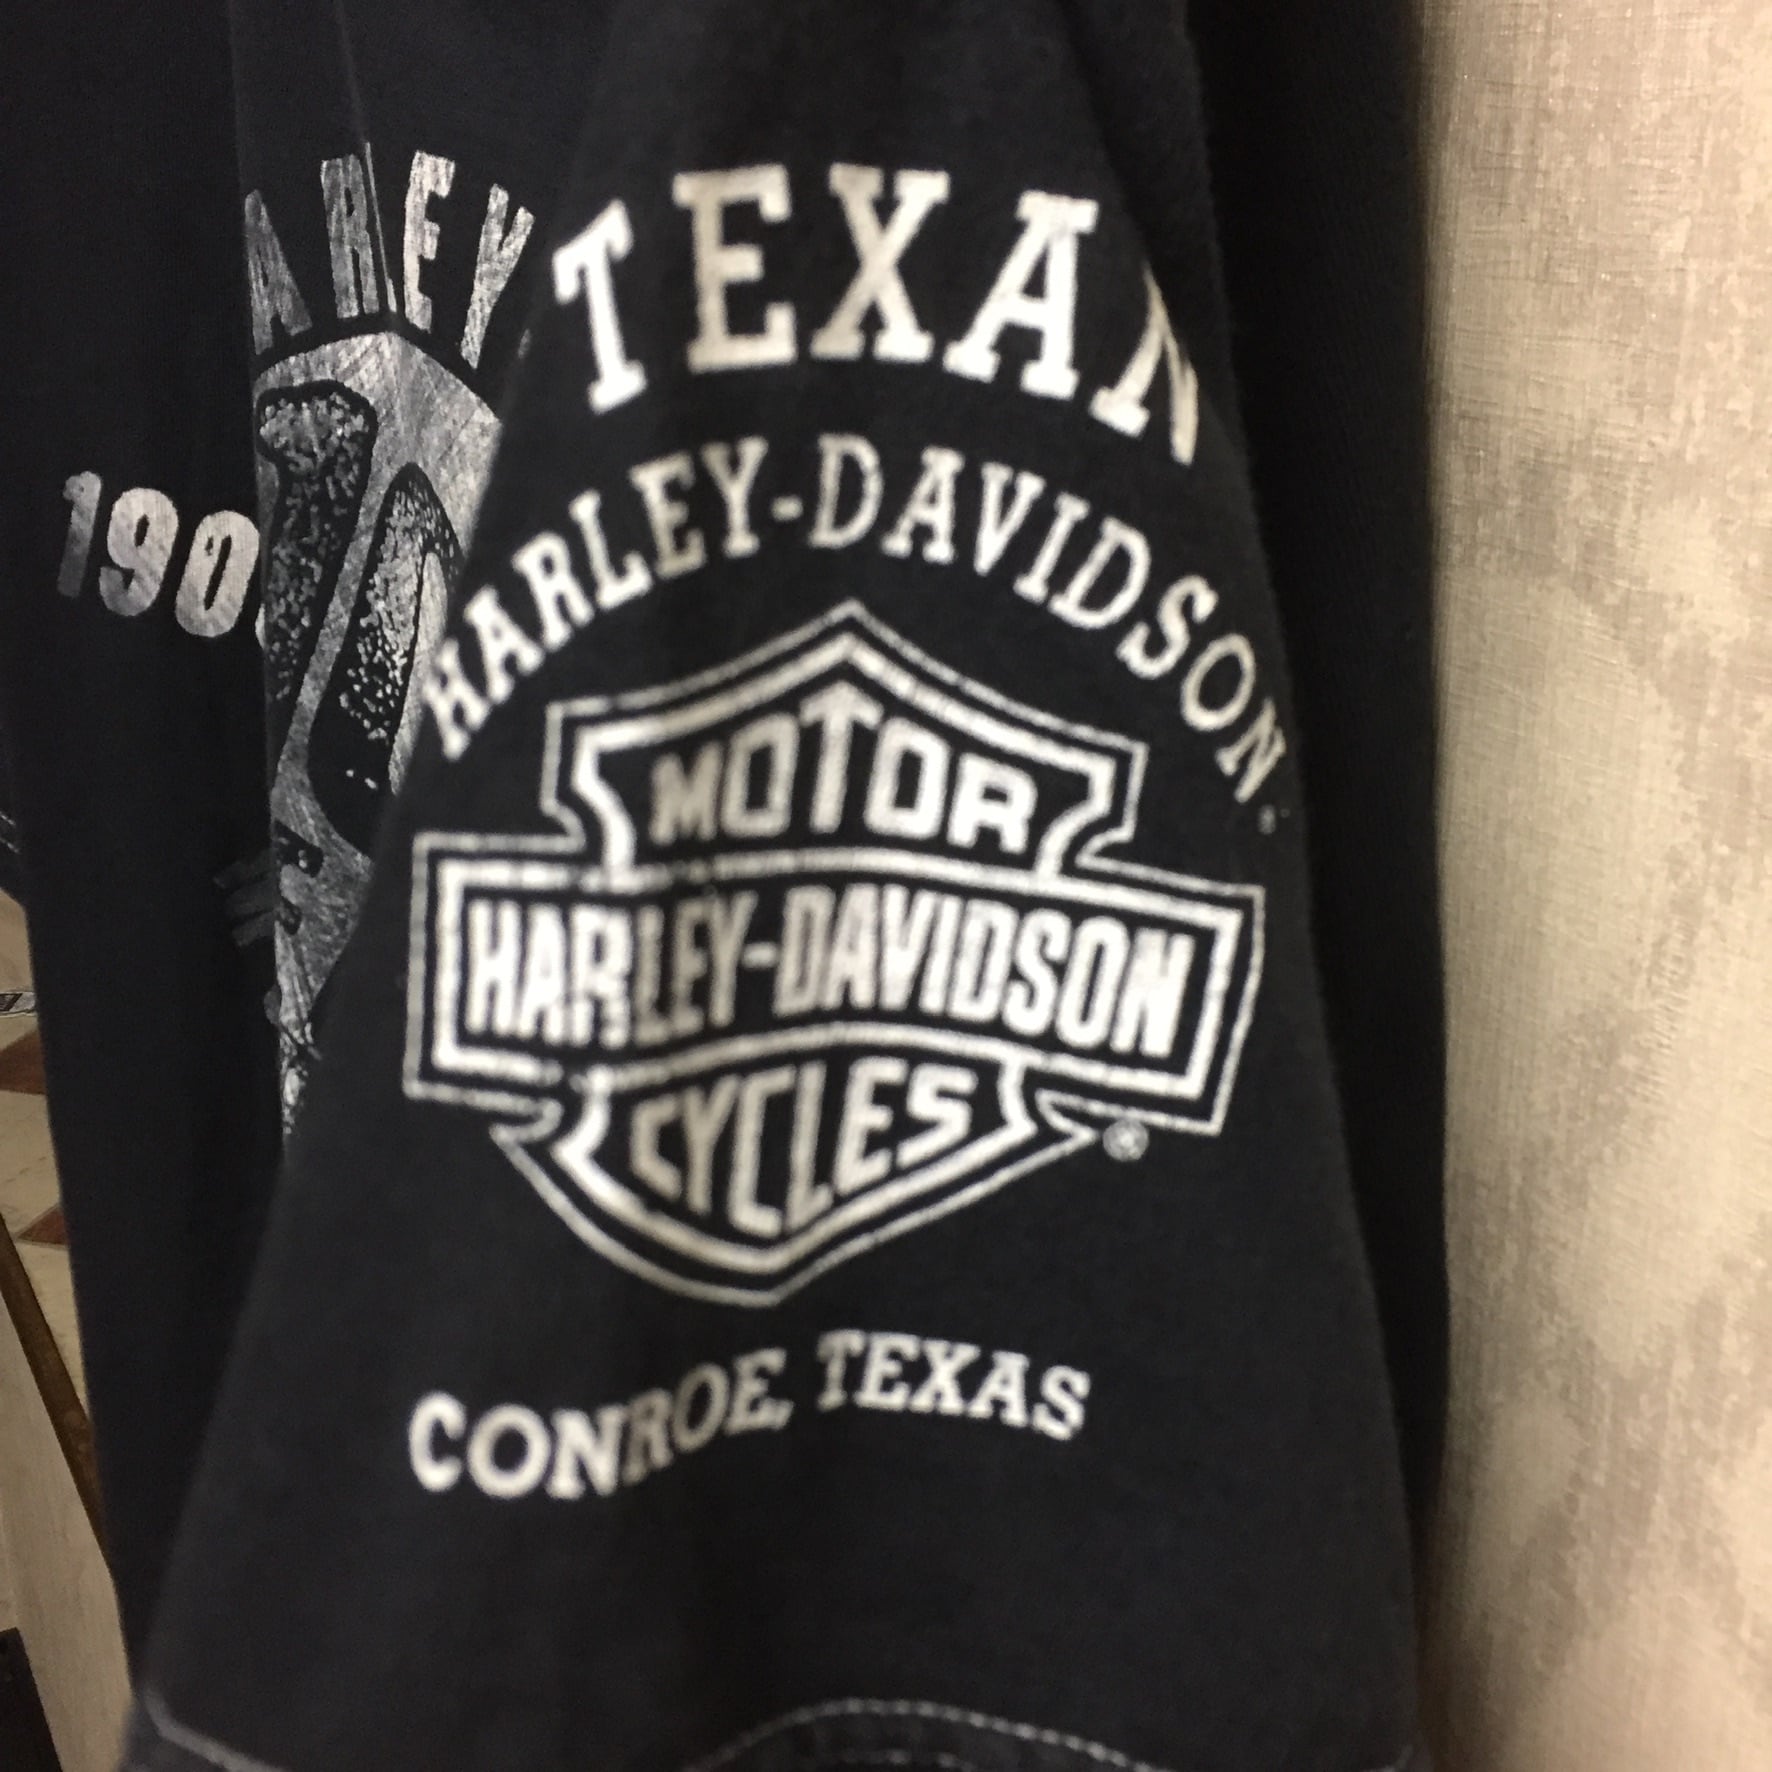 TEXAN
HARLEY-DAVIDSON
MOTOR
HARLEY-DAVIDSON
CYCLES
®
CONROE, TEXAS